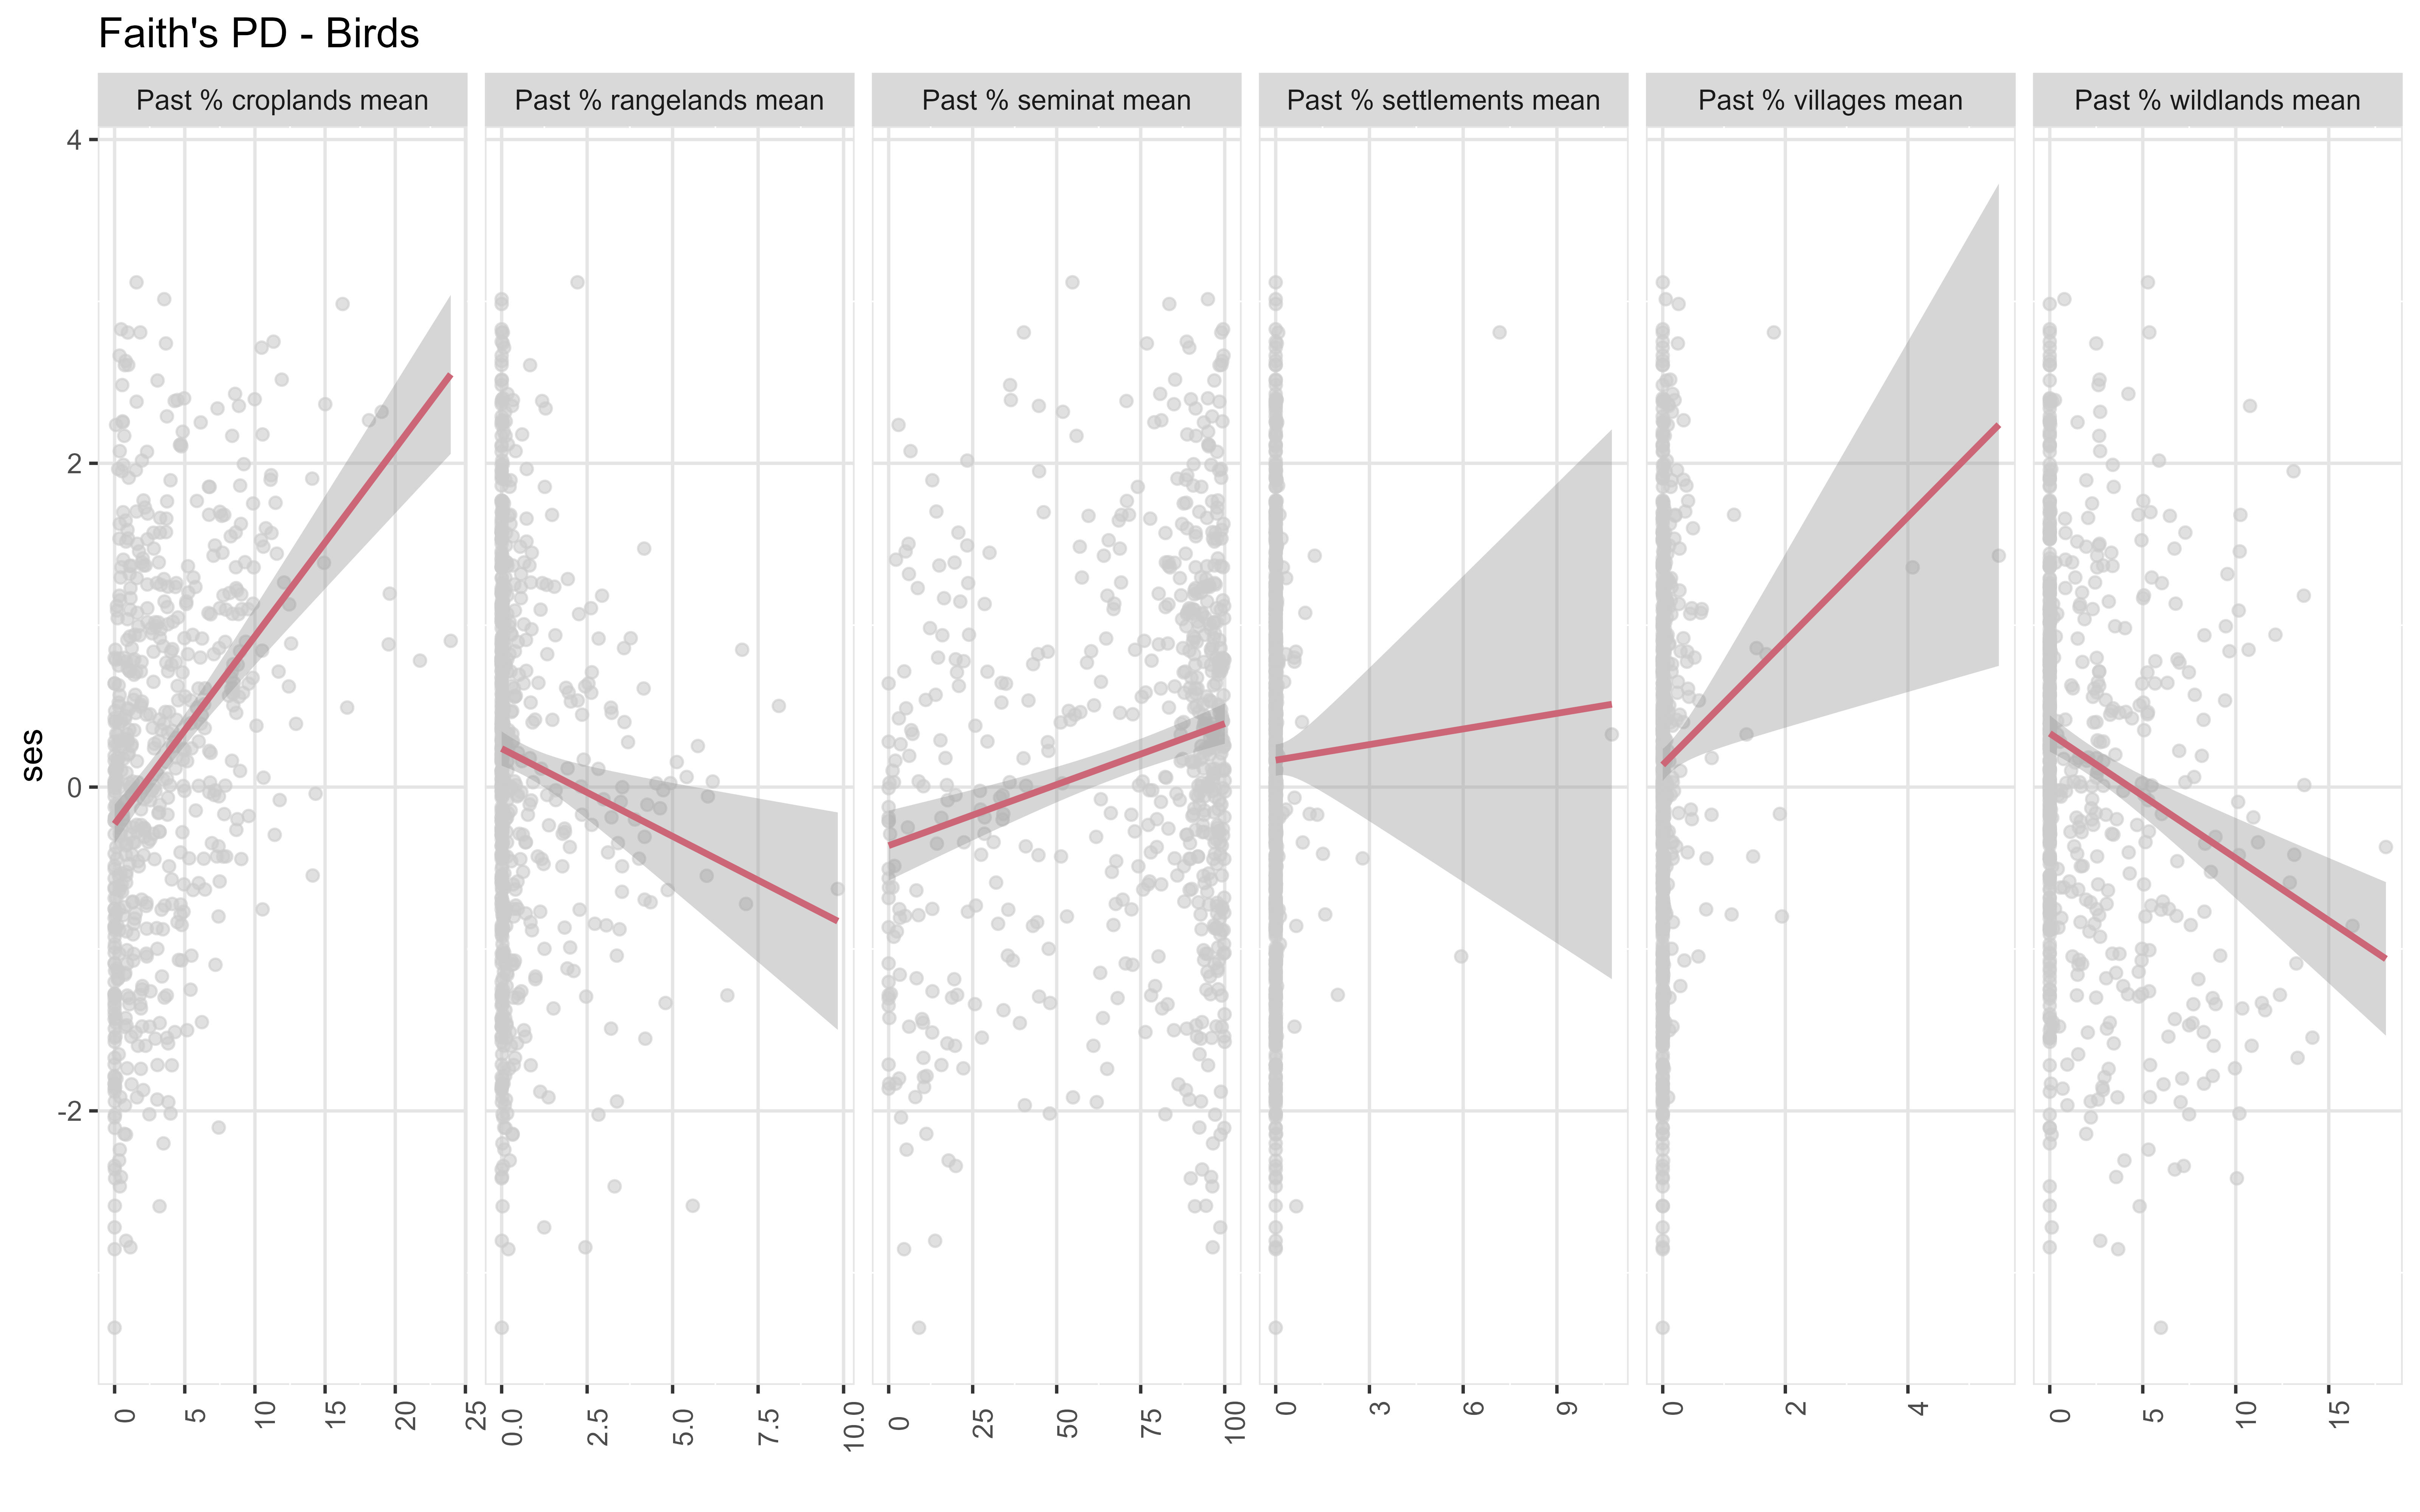 Faith's PD - Birds
Past % croplands mean
Past % rangelands mean
Past % seminat mean
Past % settlements mean
Past % villages mean
Past % wildlands mean
ses
4
2
0
-2
0 5 10 15 20 25
0.0 2.5 5.0 7.5 10.0
0 25 50 75 100
0 3 6 9
0 2 4
0 5 10 15